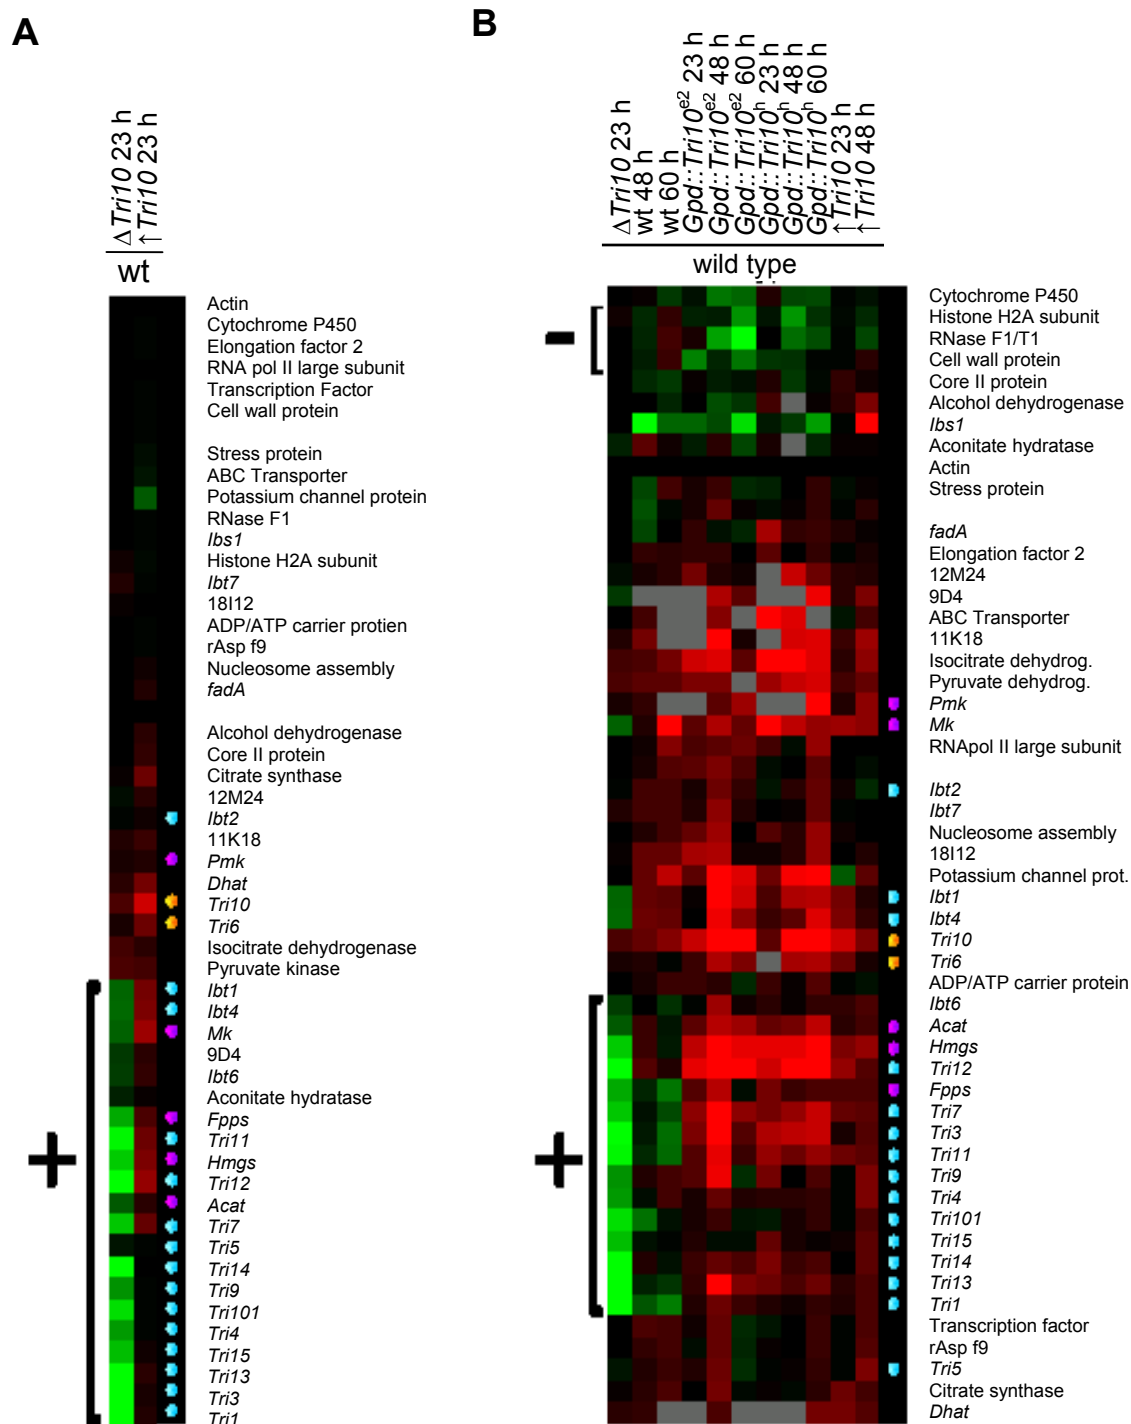 A
ΔTri10 23 h
↑Tri10 23 h
wt
Actin
Cytochrome P450
Elongation factor 2
RNA pol II large subunit
Transcription Factor
Cell wall protein
Stress protein
ABC Transporter
Potassium channel protein
RNase F1
Ibs1
Histone H2A subunit
Ibt7
18I12
ADP/ATP carrier protien
rAsp f9
Nucleosome assembly
fadA
Alcohol dehydrogenase
Core II protein
Citrate synthase
12M24
Ibt2
11K18
Pmk
Dhat
Tri10
Tri6
Isocitrate dehydrogenase
Pyruvate kinase
Ibt1
Ibt4
Mk
9D4
Ibt6
Aconitate hydratase
Fpps
Tri11
Hmgs
Tri12
Acat
Tri7
Tri5
Tri14
Tri9
Tri101
Tri4
Tri15
Tri13
Tri3
Tri1
+
B
ΔTri10 23 h
wt 48 h
wt 60 h
Gpd::Tri10e2 23 h
Gpd::Tri10e2 48 h
Gpd::Tri10e2 60 h
Gpd::Tri10h 23 h
Gpd::Tri10h 48 h
Gpd::Tri10h 60 h
↑Tri10 23 h
↑Tri10 48 h
wild type
-
Cytochrome P450
Histone H2A subunit
RNase F1/T1
Cell wall protein
Core II protein
Alcohol dehydrogenase
Ibs1
Aconitate hydratase
Actin
Stress protein
fadA
Elongation factor 2
12M24
9D4
ABC Transporter
11K18
Isocitrate dehydrog.
Pyruvate dehydrog.
Pmk
Mk
RNApol II large subunit
Ibt2
Ibt7
Nucleosome assembly
18I12
Potassium channel prot.
Ibt1
Ibt4
Tri10
Tri6
ADP/ATP carrier protein
Ibt6
Acat
Hmgs
Tri12
Fpps
Tri7
Tri3
Tri11
Tri9
Tri4
Tri101
Tri15
Tri14
Tri13
Tri1
Transcription factor
rAsp f9
Tri5
Citrate synthase
Dhat
+